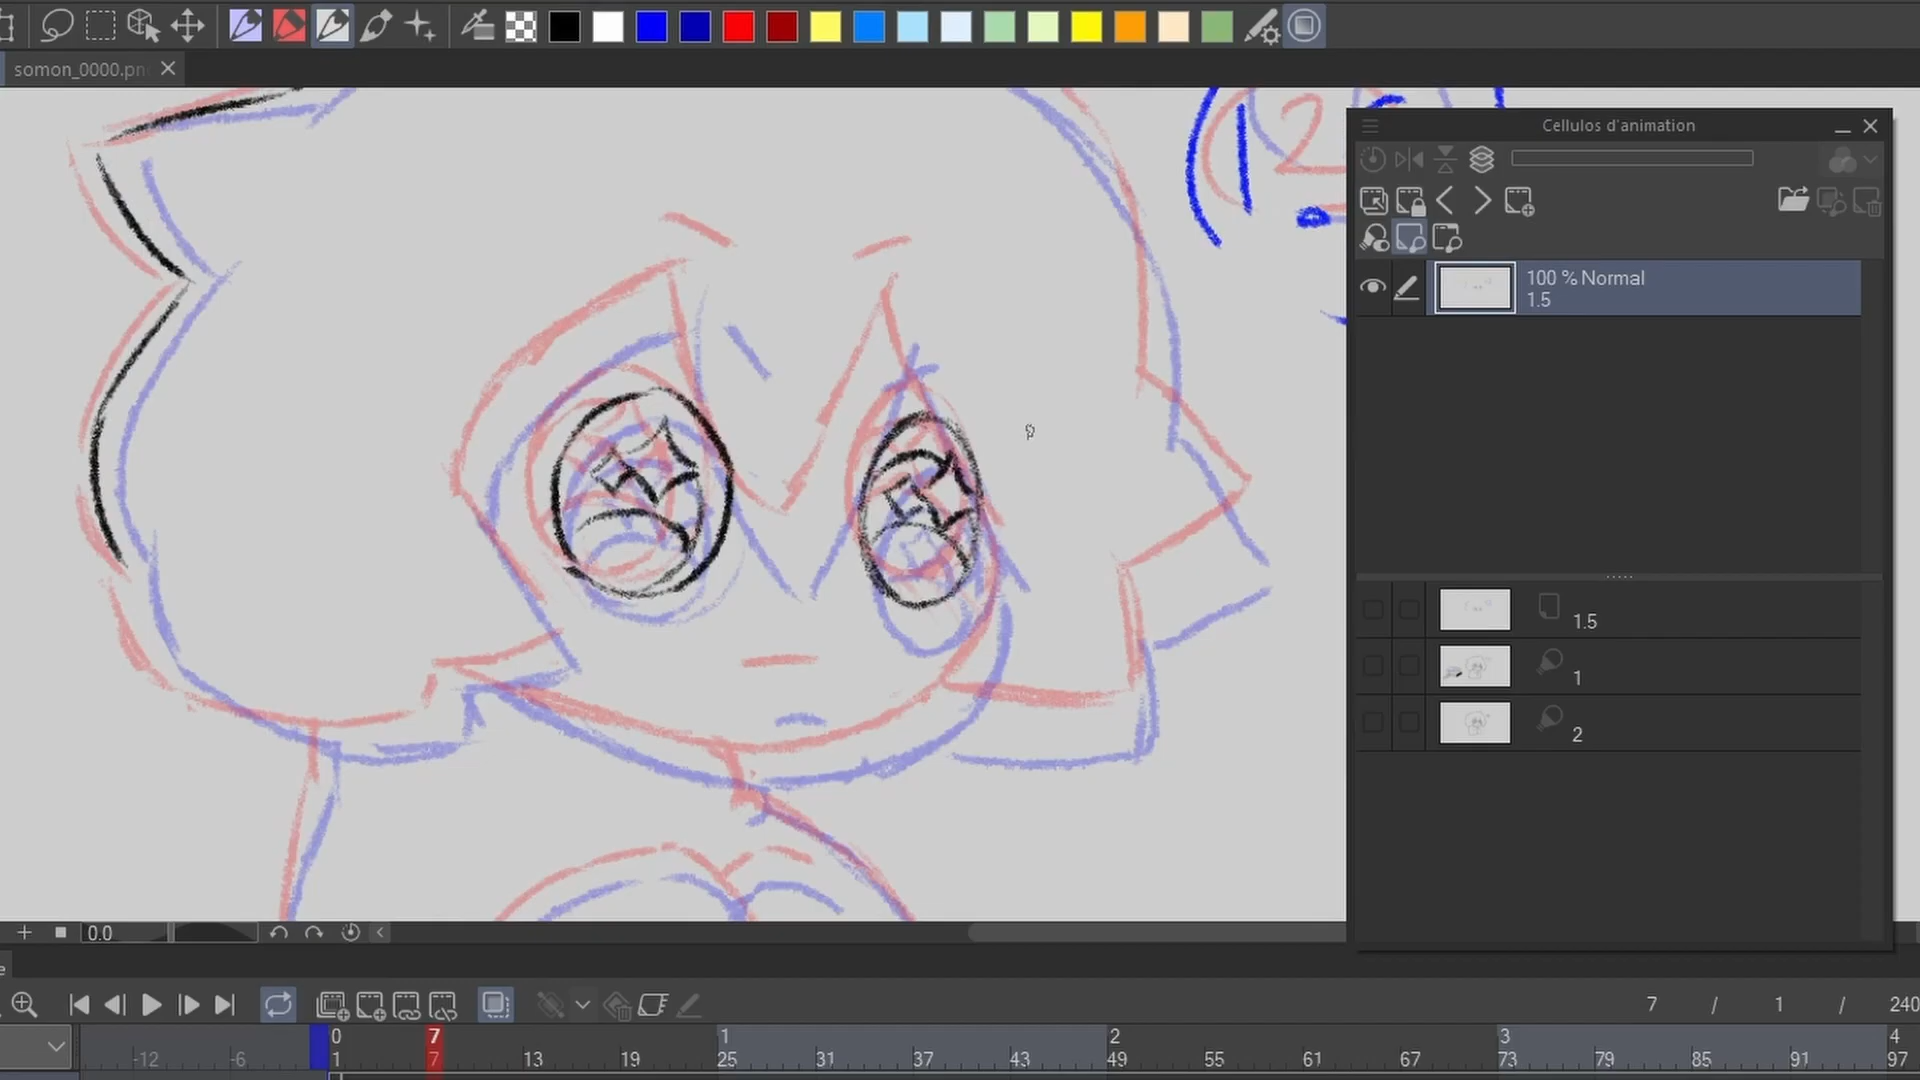 somon_0000.pn
Cellulos d'animation
100 % Normal
1.5
1.5
1
2
12
0.0
e
7 / 1 / 240
0 7 1 2 3 4
-12 -6 1 7 13 19 25 31 37 43 49 55 61 67 73 79 85 91 97